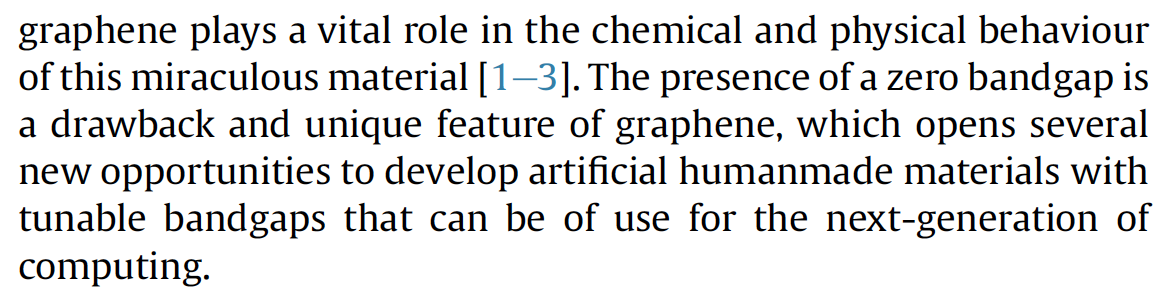 graphene plays a vital role in the chemical and physical behaviour
of this miraculous material [1–3]. The presence of a zero bandgap is
a drawback and unique feature of graphene, which opens several
new opportunities to develop artificial humanmade materials with
tunable bandgaps that can be of use for the next-generation of
computing.